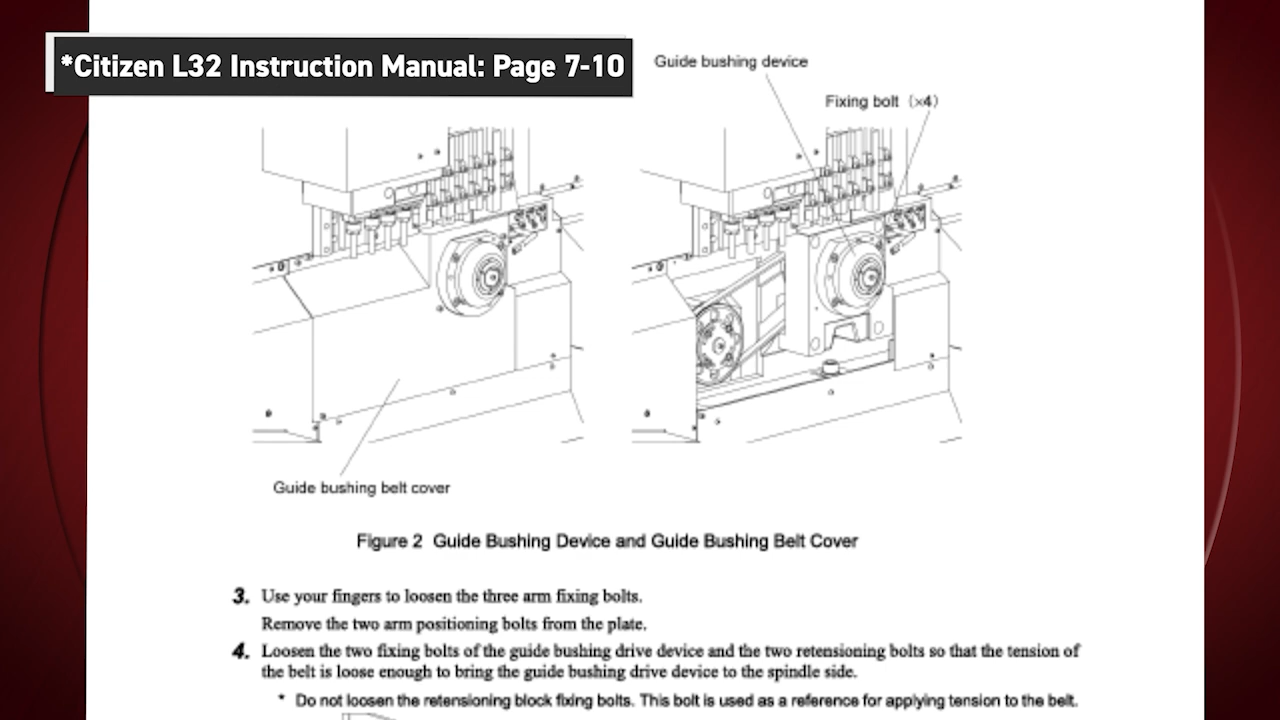 *Citizen L32 Instruction Manual: Page 7-10
Guide bushing device
Fixing bolt (×4)
Guide bushing belt cover
Figure 2 Guide Bushing Device and Guide Bushing Belt Cover
3. Use your fingers to loosen the three arm fixing bolts.
Remove the two arm positioning bolts from the plate.
4. Loosen the two fixing bolts of the guide bushing drive device and the two retensioning bolts so that the tension of
the belt is loose enough to bring the guide bushing drive device to the spindle side.
* Do not loosen the retensioning block fixing bolts. This bolt is used as a reference for applying tension to the belt.